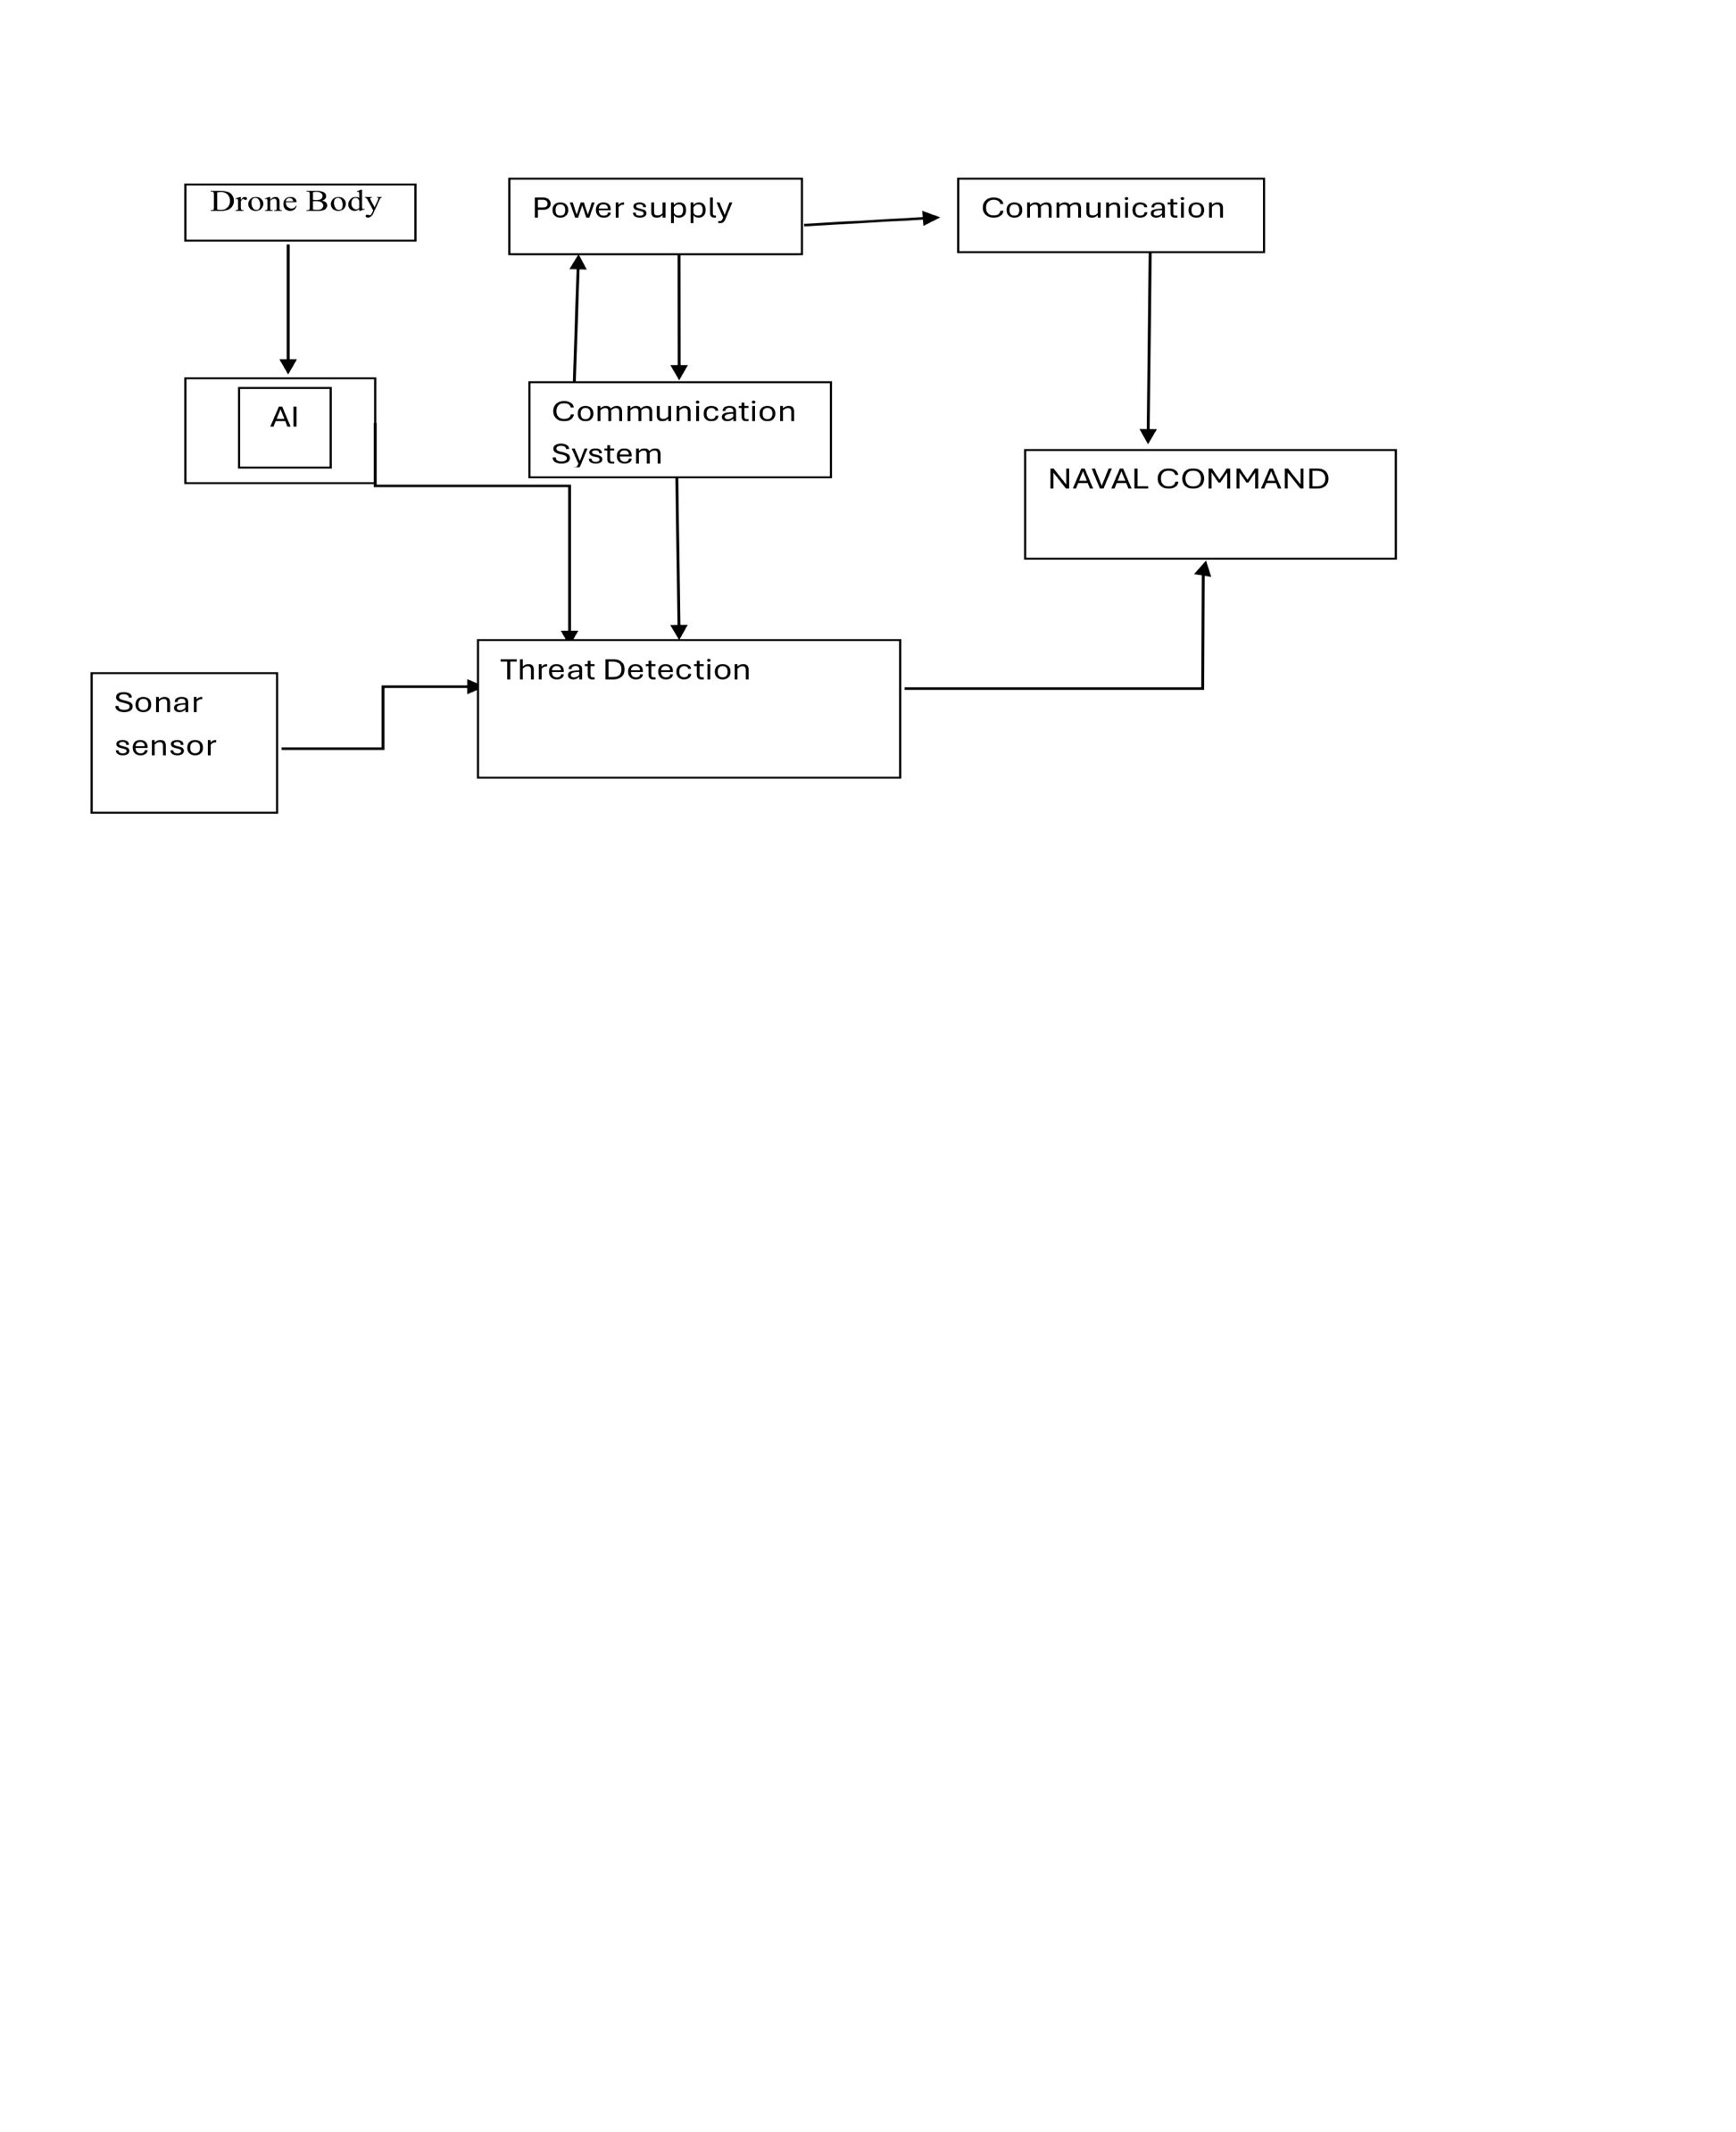 Drone Body
Power supply
Communication
AI
Communication
System
NAVAL COMMAND
Threat Detection
Sonar
sensor